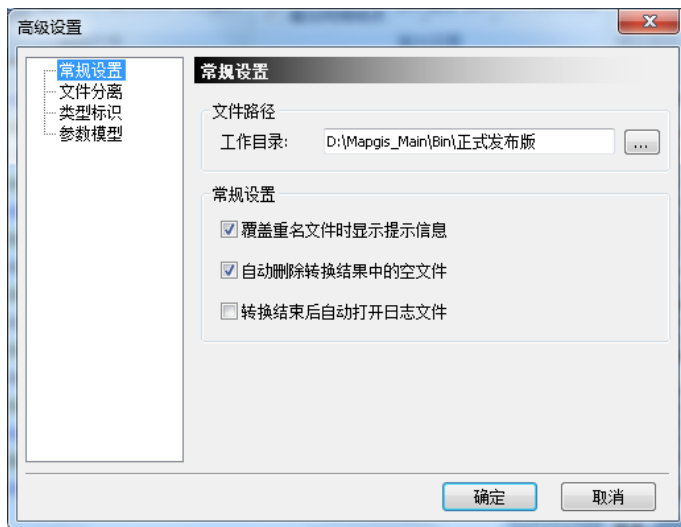 高级设置
常规设置
文件分离
类型标识
参数模型
常规设置
文件路径
工作目录: D:\Mapgis_Main\Bin\正式发布版 ...
常规设置
覆盖重名文件时显示提示信息
自动删除转换结果中的空文件
转换结束后自动打开日志文件
确定 取消